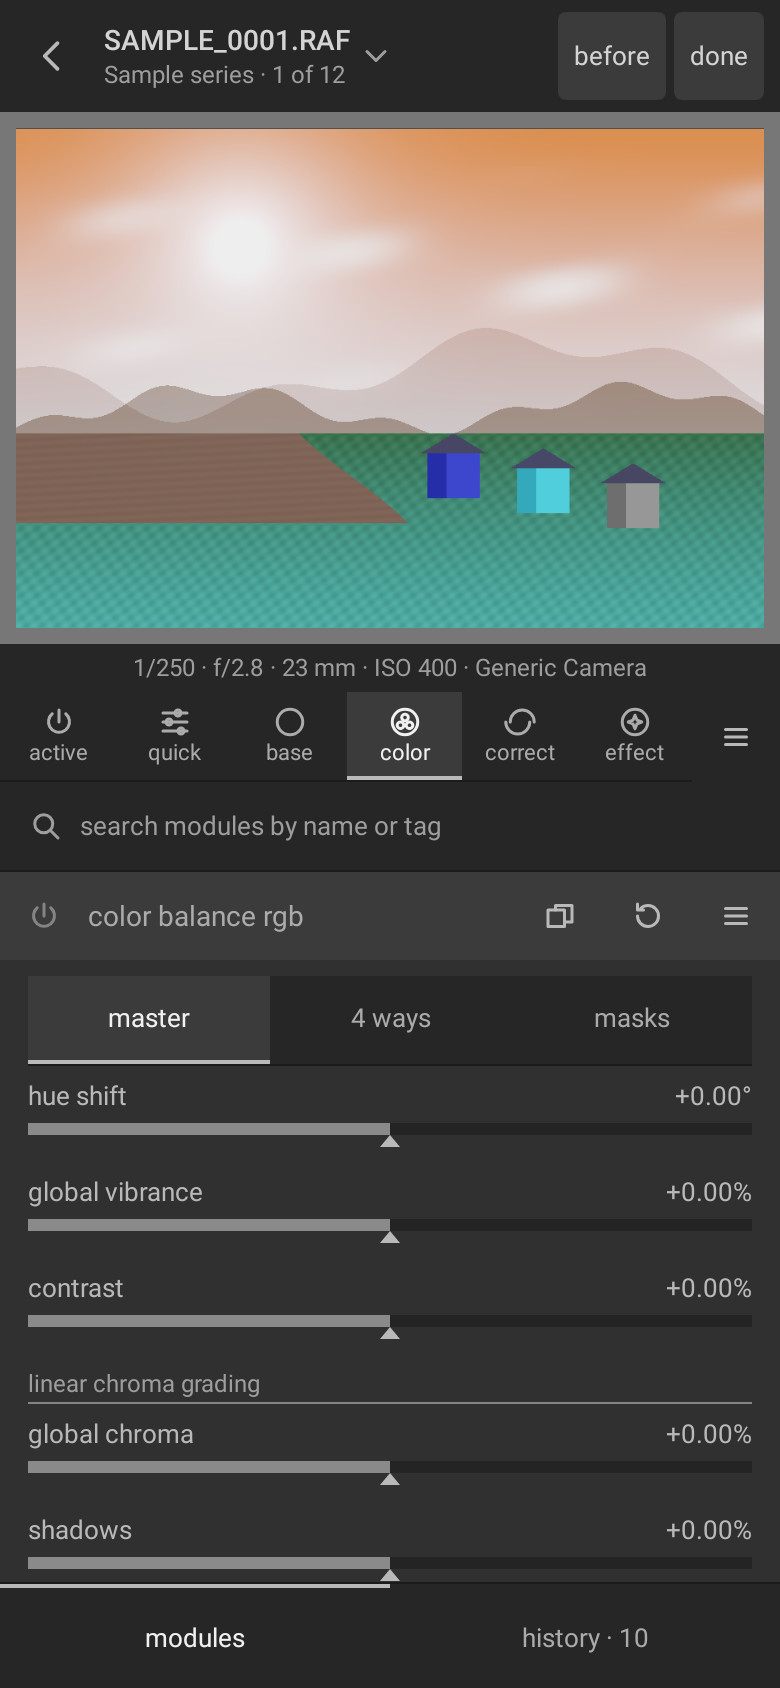 SAMPLE_0001.RAF
Sample series · 1 of 12
before
done
1/250 · f/2.8 · 23 mm · ISO 400 · Generic Camera
active
quick
base
color
correct
effect
search modules by name or tag
color balance rgb
master
4 ways
masks
hue shift +0.00°
global vibrance +0.00%
contrast +0.00%
linear chroma grading
global chroma +0.00%
shadows +0.00%
modules
history · 10